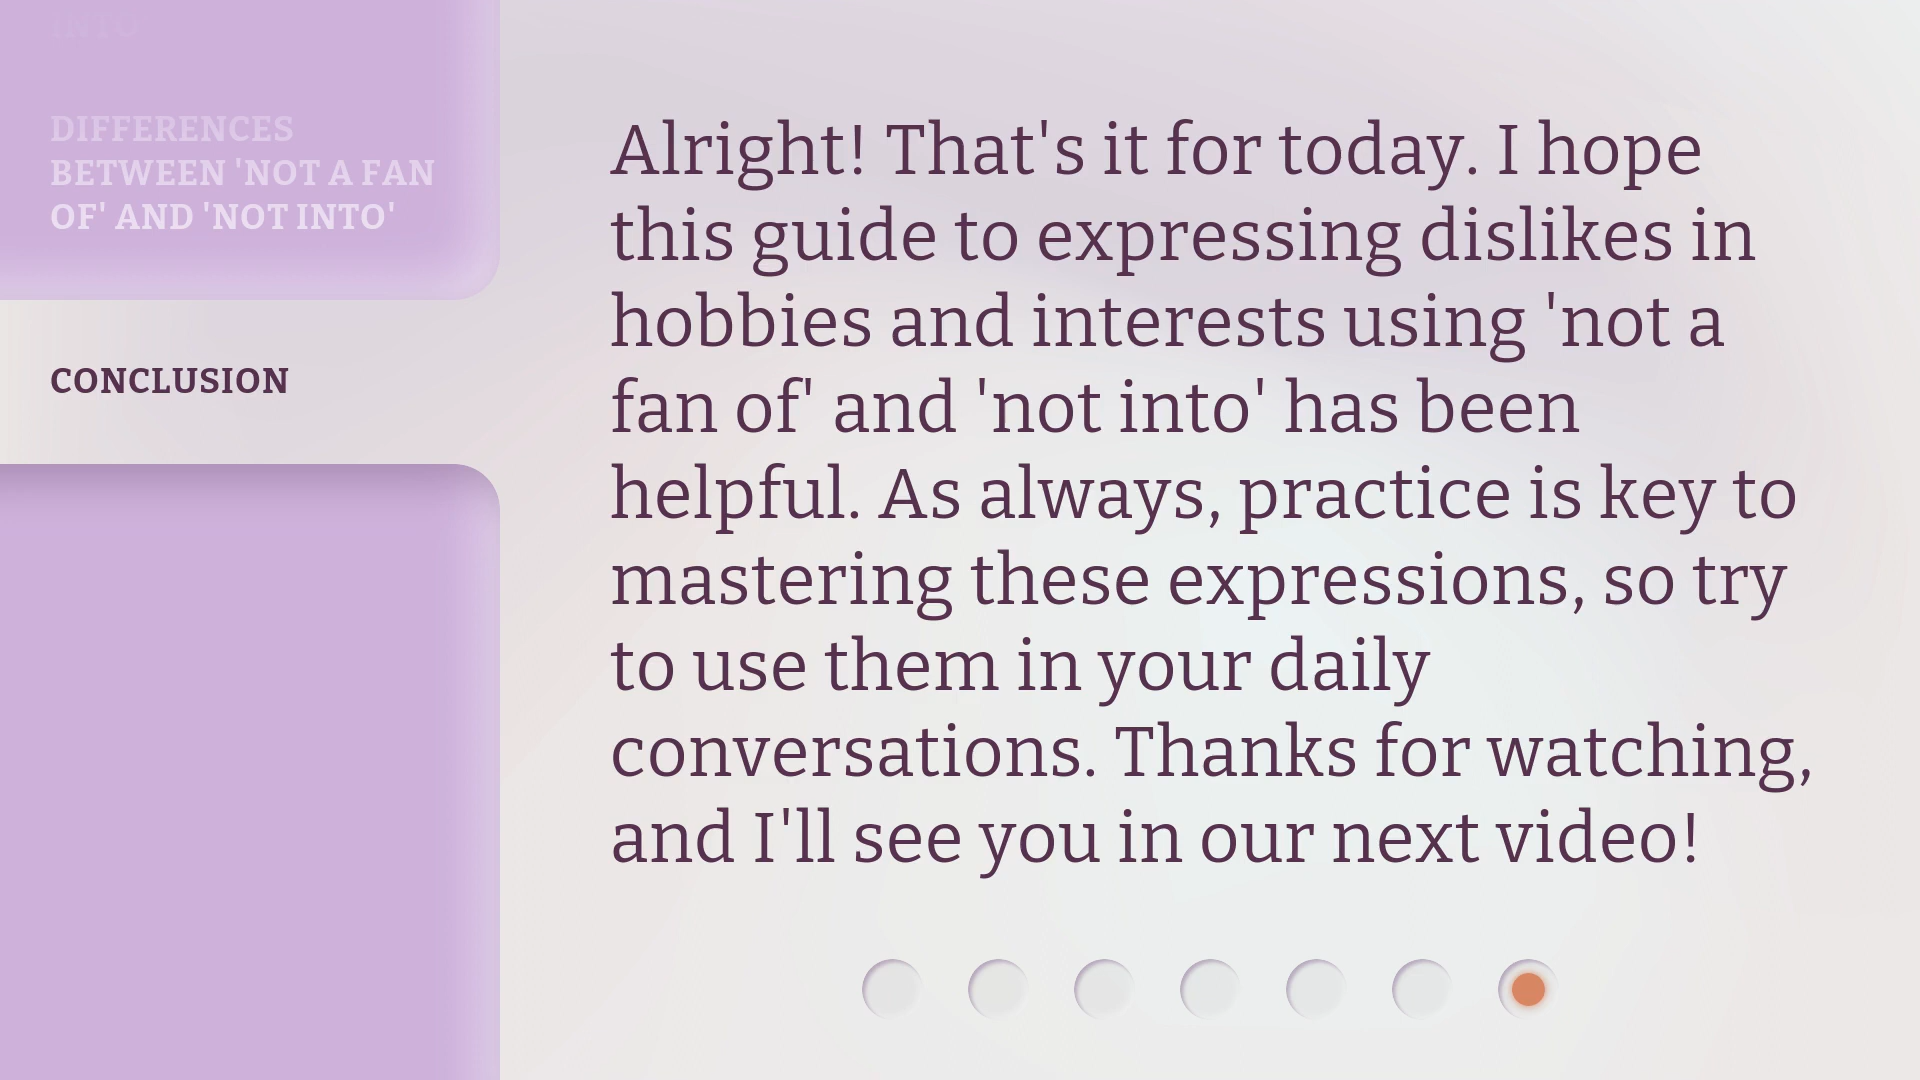 INTO
DIFFERENCES
BETWEEN 'NOT A FAN
OF' AND 'NOT INTO'
CONCLUSION
Alright! That's it for today. I hope
this guide to expressing dislikes in
hobbies and interests using 'not a
fan of' and 'not into' has been
helpful. As always, practice is key to
mastering these expressions, so try
to use them in your daily
conversations. Thanks for watching,
and I'll see you in our next video!